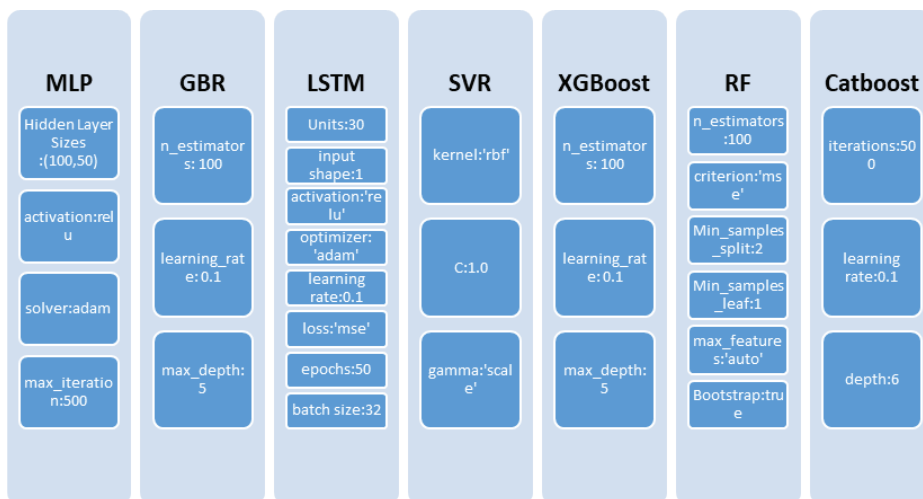 MLP
Hidden Layer
Sizes
:(100,50)
activation:rel
u
solver:adam
max_iteratio
n:500
GBR
n_estimator
s: 100
learning_rat
e: 0.1
max_depth:
5
LSTM
Units:30
input
shape:1
activation:'re
lu'
optimizer:
'adam'
learning
rate:0.1
loss:'mse'
epochs:50
batch size:32
SVR
kernel:'rbf'
C:1.0
gamma:'scal
e'
XGBoost
n_estimator
s: 100
learning_rat
e: 0.1
max_depth:
5
RF
n_estimators
:100
criterion:'ms
e'
Min_samples
_split:2
Min_samples
_leaf:1
max_feature
s:'auto'
Bootstrap:tr
ue
Catboost
iterations:50
0
learning
rate:0.1
depth:6